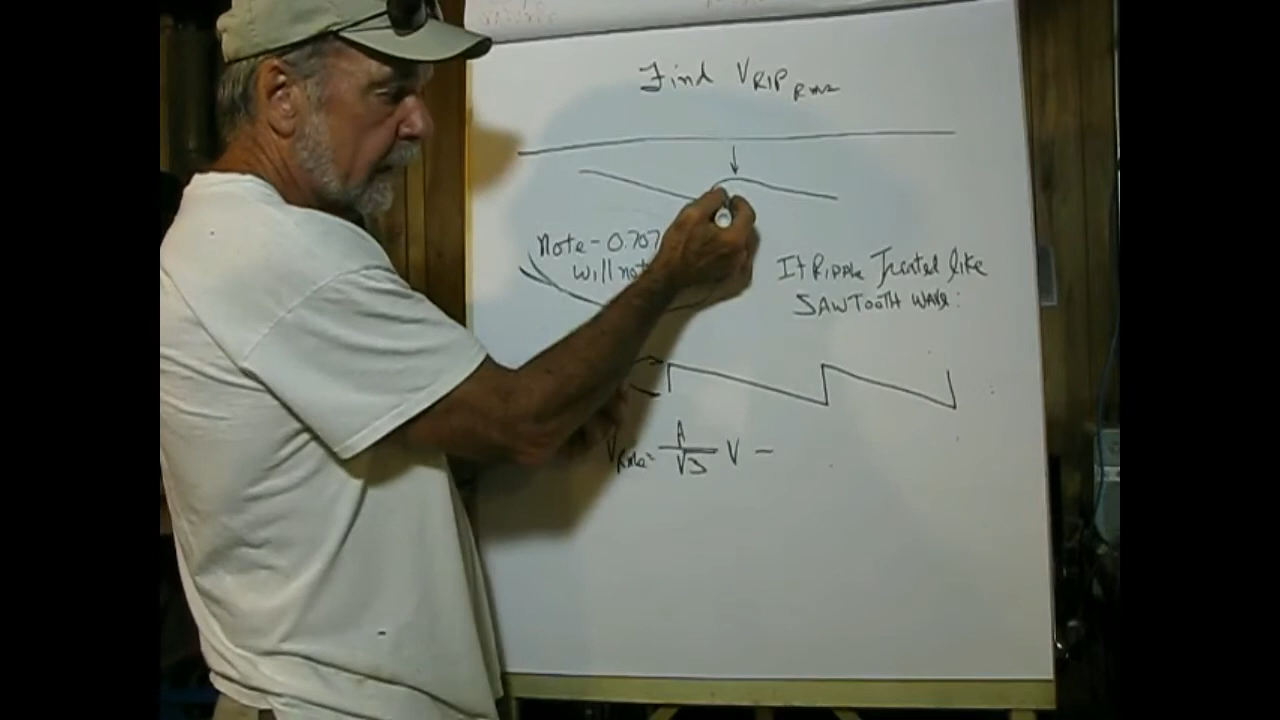 Find VRIP Rms
Note - 0.707
will not
If Ripple Treated like
SAWTOOTH WAVE:
VRMS= A/√3 V -